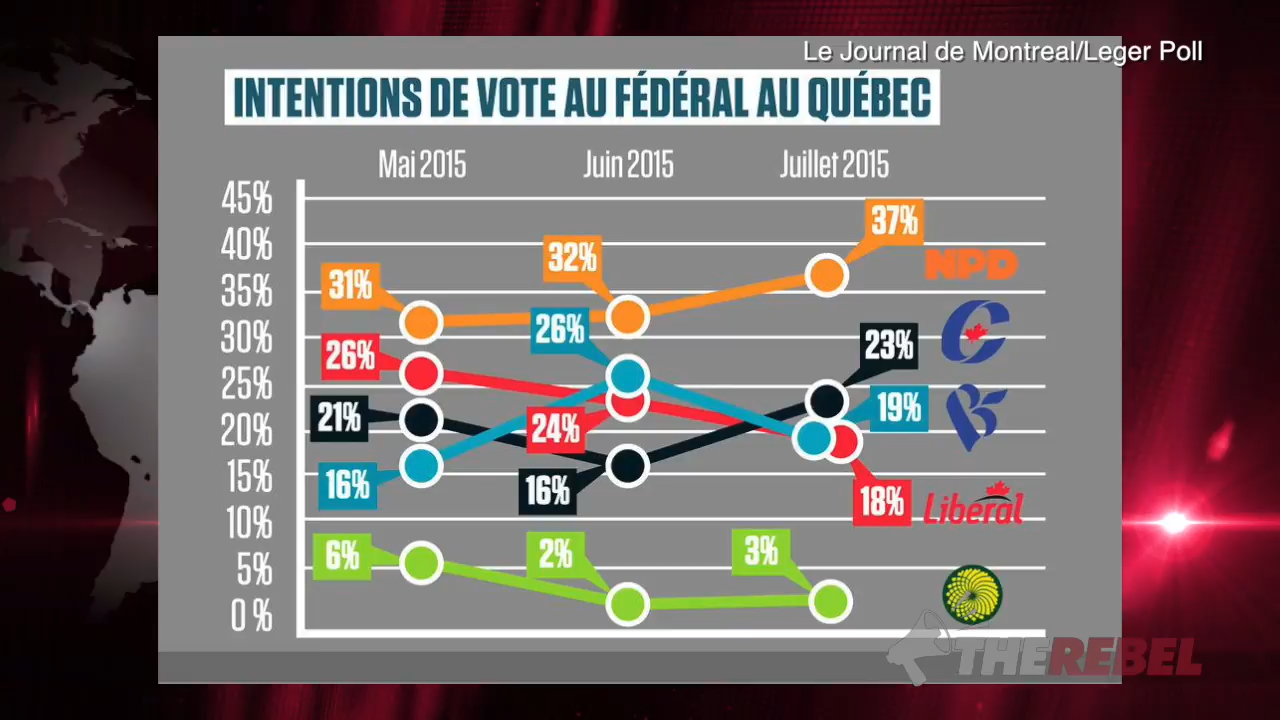 Le Journal de Montreal/Leger Poll
INTENTIONS DE VOTE AU FÉDÉRAL AU QUÉBEC
Mai 2015 Juin 2015 Juillet 2015
45%
40%
35%
30%
25%
20%
15%
10%
5%
0 %
31% 32% 37%
26% 24% 18%
21% 16% 23%
16% 26% 19%
6% 2% 3%
NPD
C
B
Liberal
THE REBEL